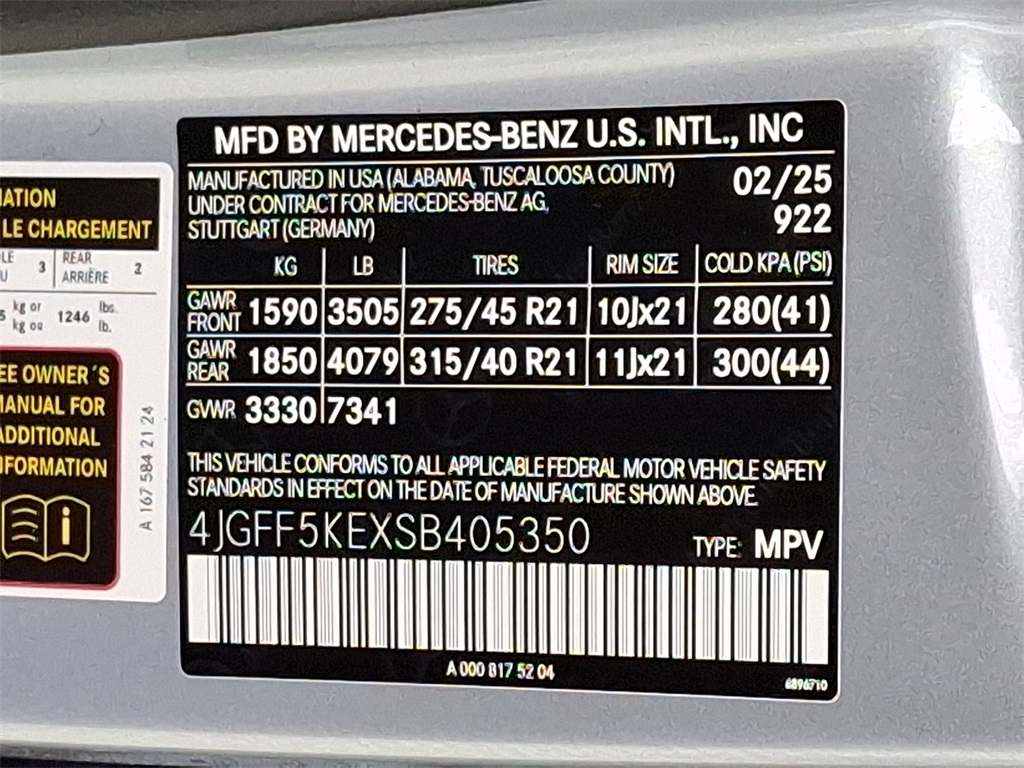 MFD BY MERCEDES-BENZ U.S. INTL., INC
MANUFACTURED IN USA (ALABAMA, TUSCALOOSA COUNTY)
UNDER CONTRACT FOR MERCEDES-BENZ AG,
STUTTGART (GERMANY)
02/25
922
KG LB TIRES RIM SIZE COLD KPA (PSI)
GAWR FRONT 1590 3505 275/45 R21 10Jx21 280(41)
GAWR REAR 1850 4079 315/40 R21 11Jx21 300(44)
GVWR 3330 7341
THIS VEHICLE CONFORMS TO ALL APPLICABLE FEDERAL MOTOR VEHICLE SAFETY
STANDARDS IN EFFECT ON THE DATE OF MANUFACTURE SHOWN ABOVE.
4JGFF5KEXSB405350
TYPE: MPV
A 000 817 52 04
6896710
LE CHARGEMENT
3 REAR ARRIÈRE 2
kg or 1246 lbs.
kg ou lb.
OWNER'S
FOR
A 167 584 21 24